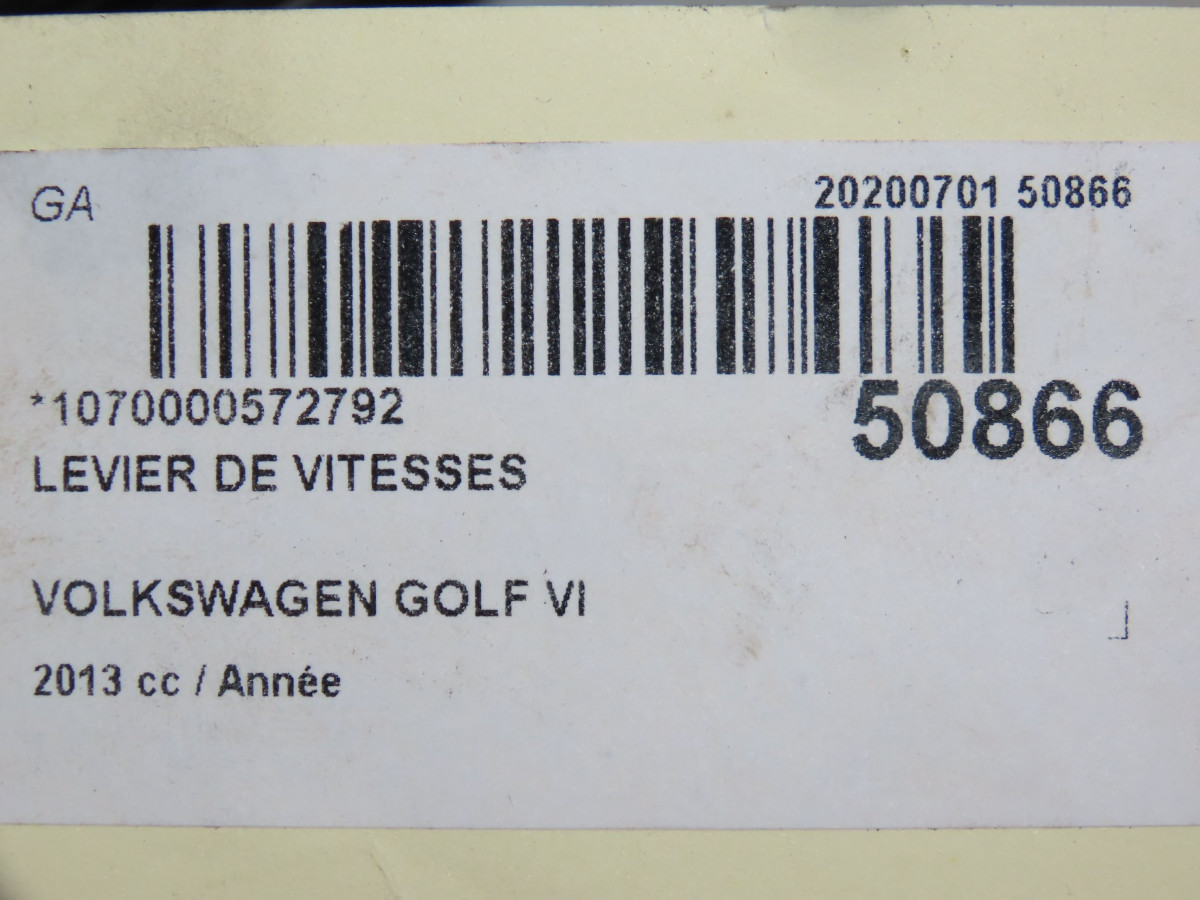 GA
20200701 50866
*1070000572792
50866
LEVIER DE VITESSES
VOLKSWAGEN GOLF VI
2013 cc / Année